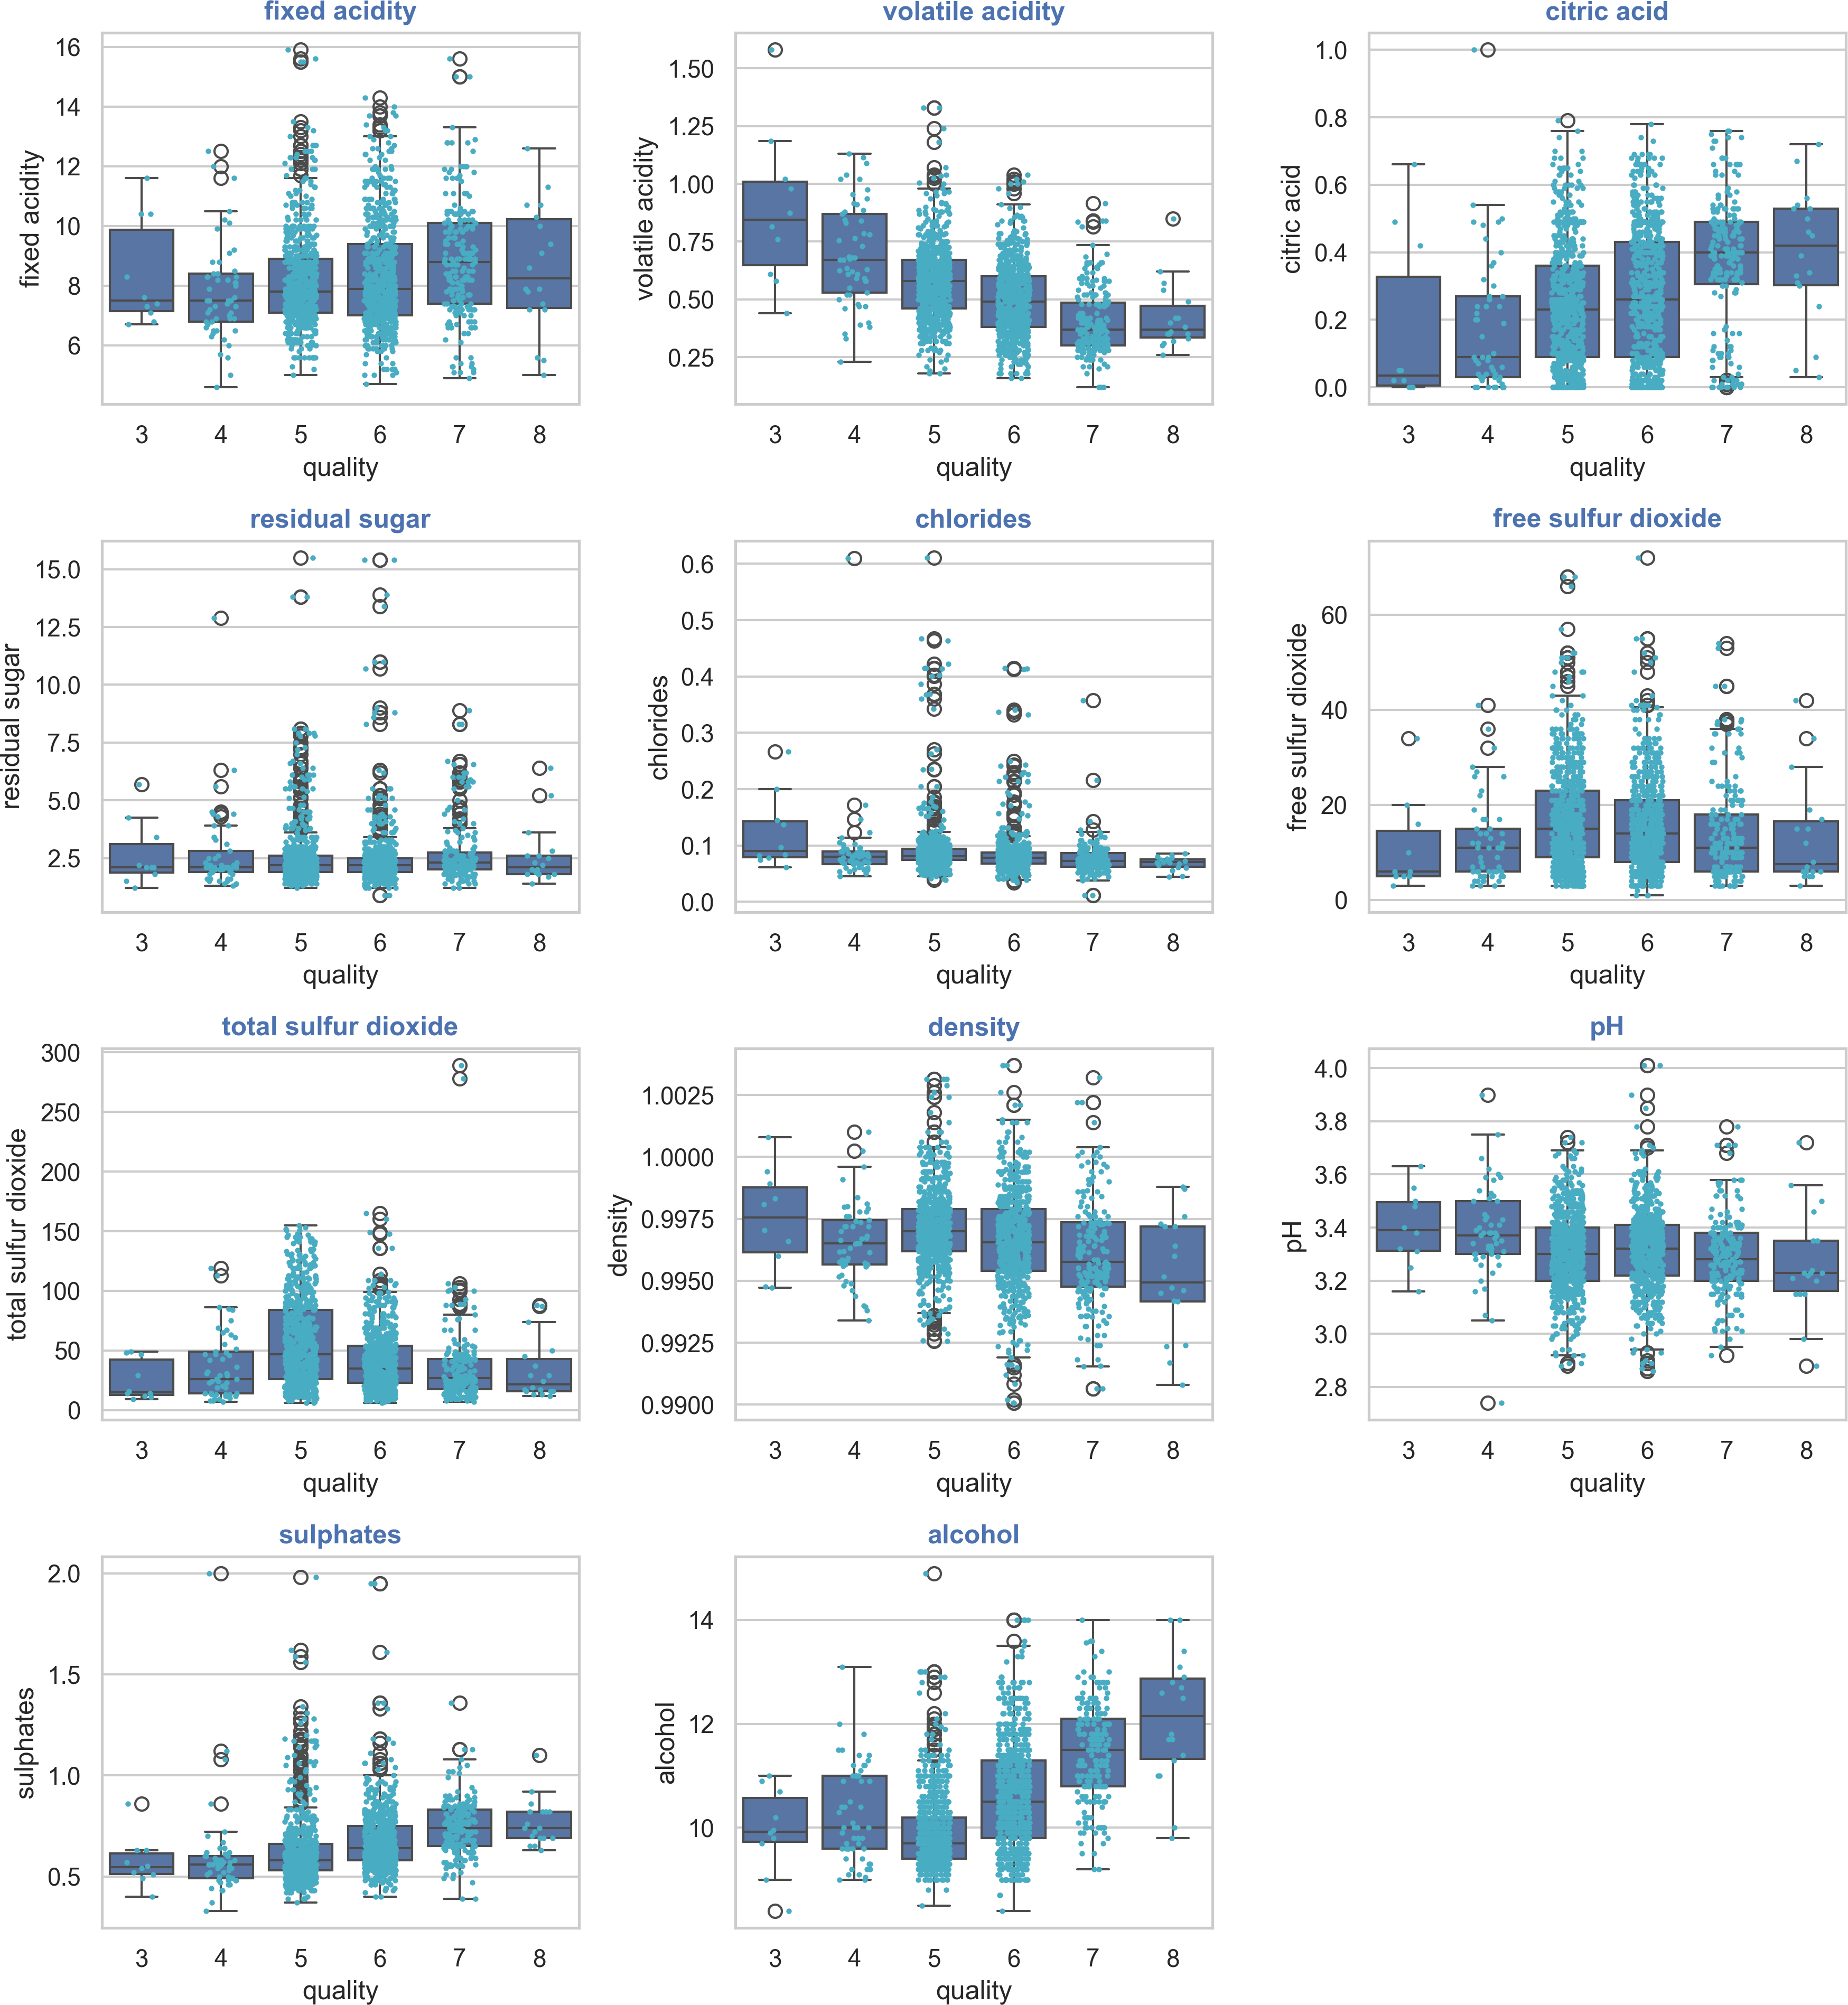 fixed acidity
volatile acidity
citric acid
fixed acidity
16
14
12
10
8
6
3 4 5 6 7 8
quality
volatile acidity
1.50
1.25
1.00
0.75
0.50
0.25
3 4 5 6 7 8
quality
citric acid
1.0
0.8
0.6
0.4
0.2
0.0
3 4 5 6 7 8
quality
residual sugar
chlorides
free sulfur dioxide
residual sugar
15.0
12.5
10.0
7.5
5.0
2.5
3 4 5 6 7 8
quality
chlorides
0.6
0.5
0.4
0.3
0.2
0.1
0.0
3 4 5 6 7 8
quality
free sulfur dioxide
60
40
20
0
3 4 5 6 7 8
quality
total sulfur dioxide
density
pH
total sulfur dioxide
300
250
200
150
100
50
0
3 4 5 6 7 8
quality
density
1.0025
1.0000
0.9975
0.9950
0.9925
0.9900
3 4 5 6 7 8
quality
pH
4.0
3.8
3.6
3.4
3.2
3.0
2.8
3 4 5 6 7 8
quality
sulphates
alcohol
sulphates
2.0
1.5
1.0
0.5
3 4 5 6 7 8
quality
alcohol
14
12
10
3 4 5 6 7 8
quality